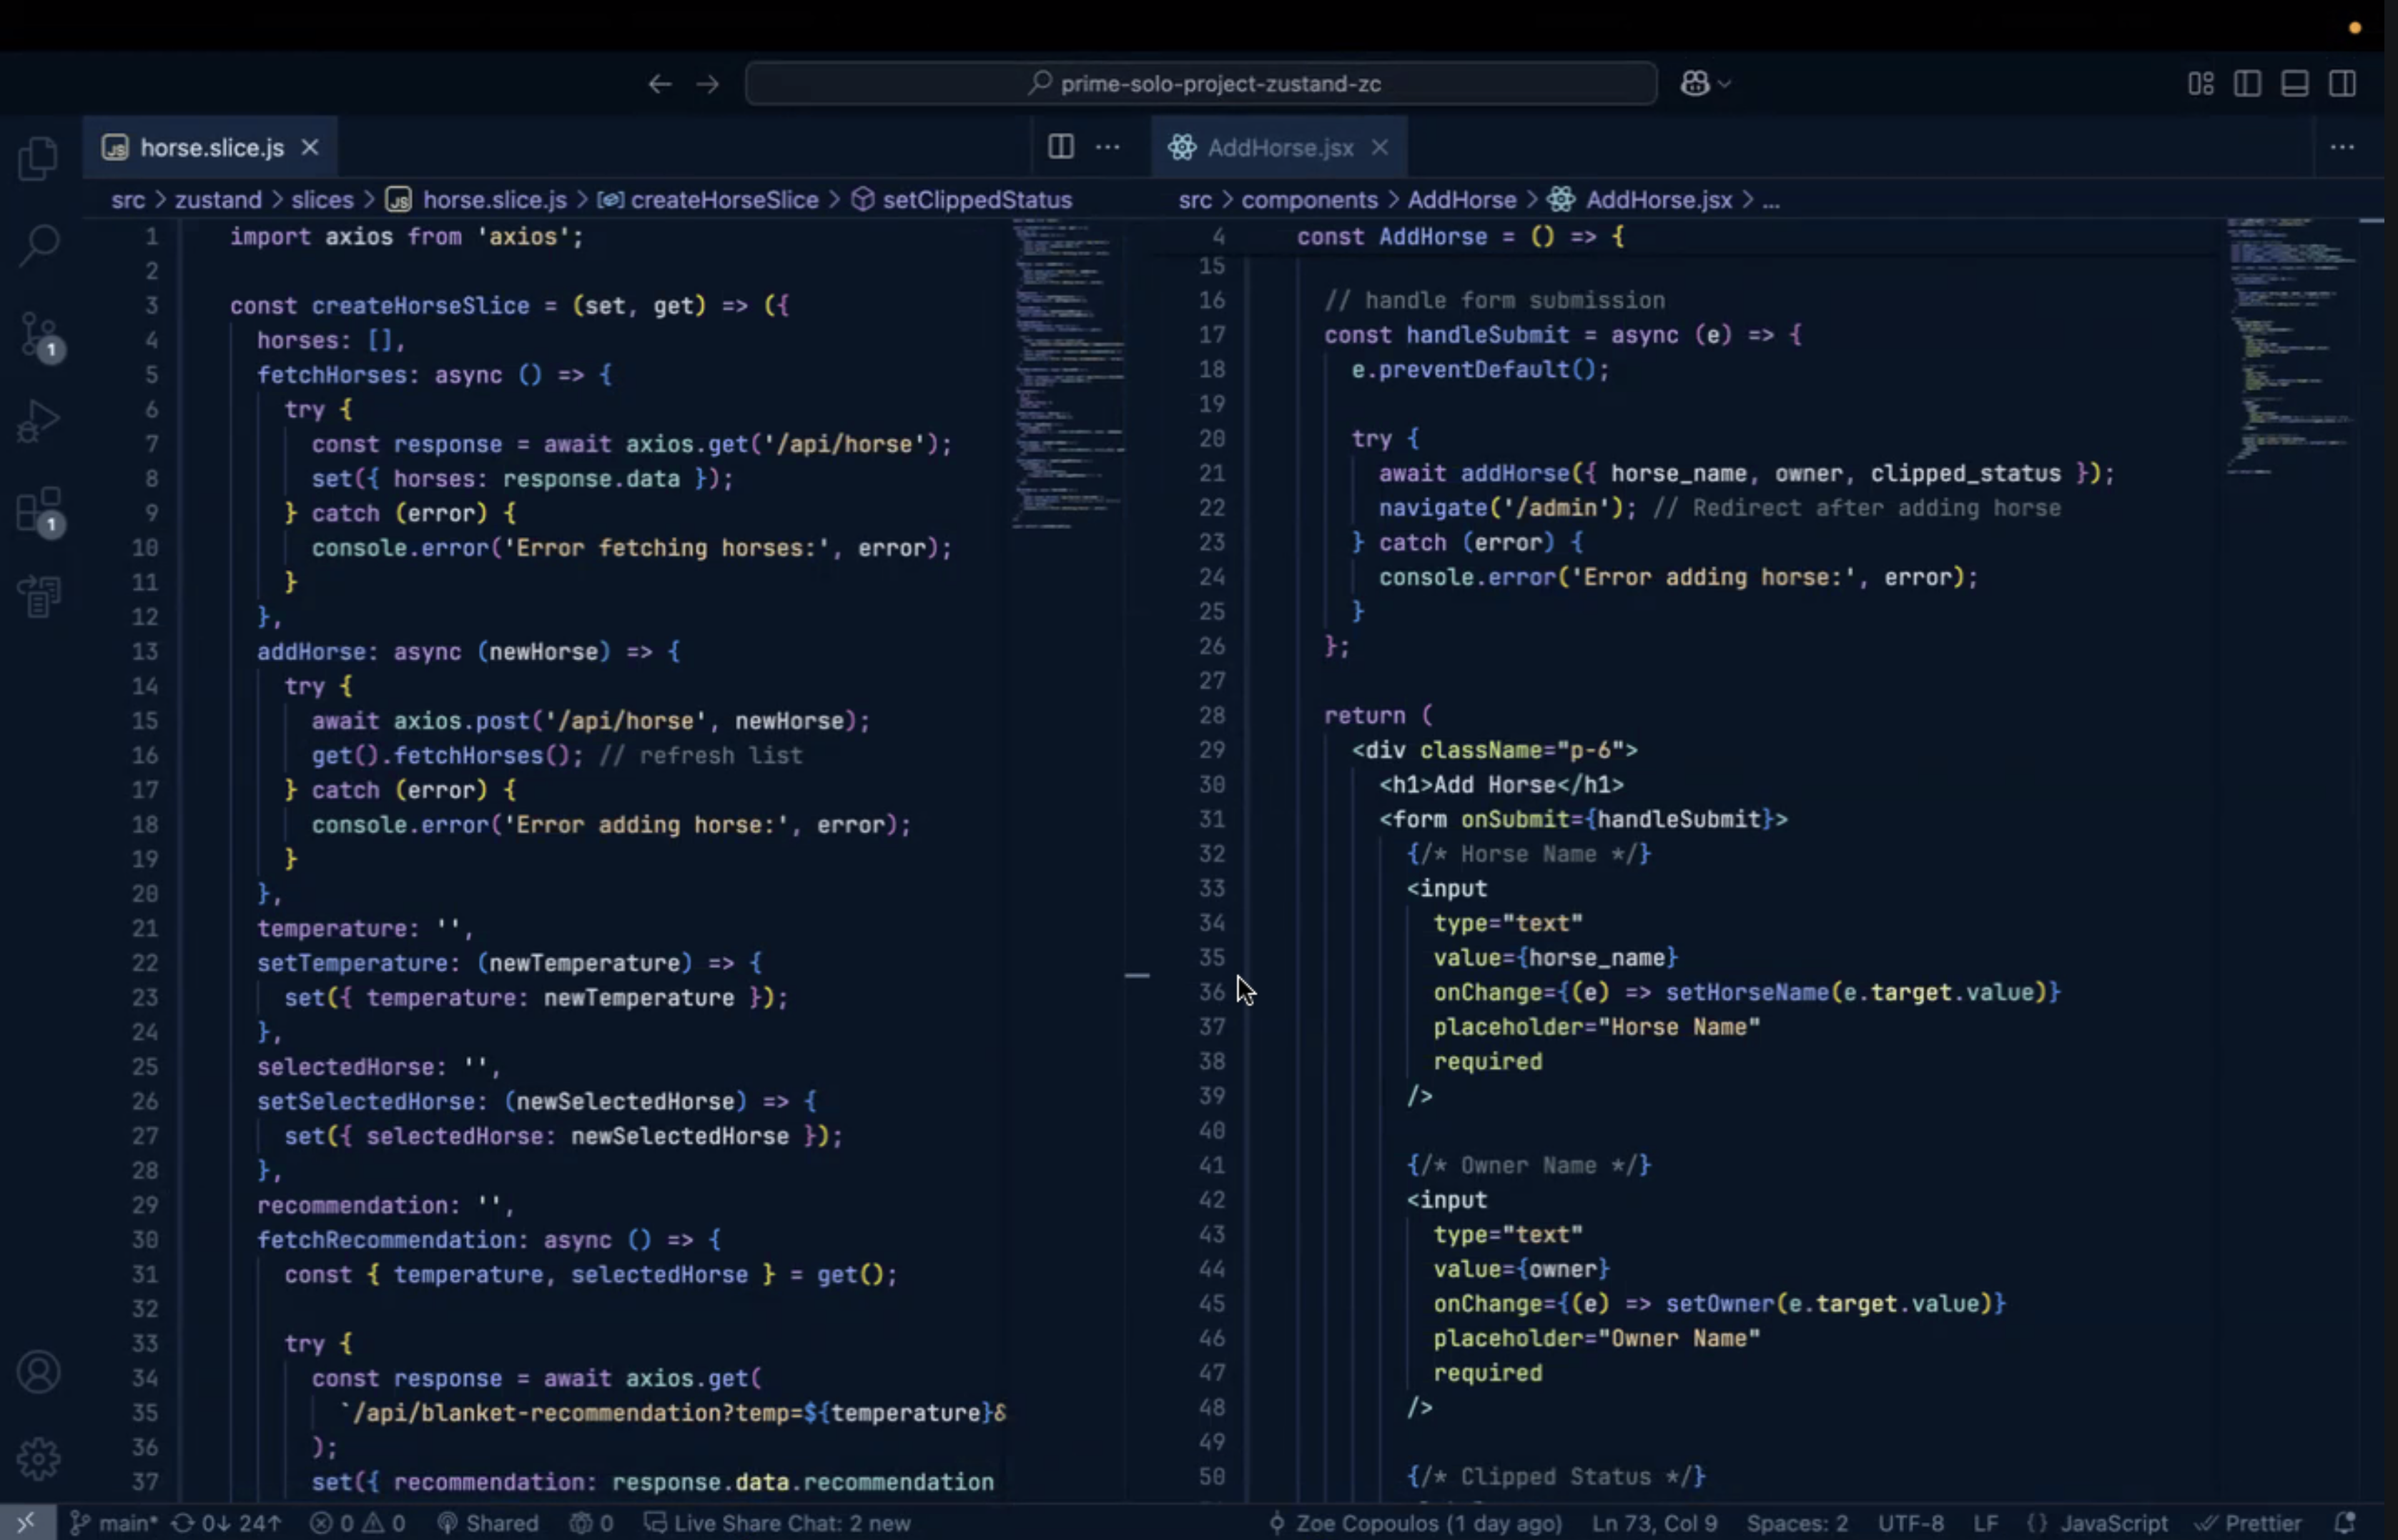 prime-solo-project-zustand-zc
horse.slice.js
AddHorse.jsx
src > zustand > slices > JS horse.slice.js > createHorseSlice > setClippedStatus
1 import axios from 'axios';
2
3 const createHorseSlice = (set, get) => ({
4 horses: [],
5 fetchHorses: async () => {
6 try {
7 const response = await axios.get('/api/horse');
8 set({ horses: response.data });
9 } catch (error) {
10 console.error('Error fetching horses:', error);
11 }
12 },
13 addHorse: async (newHorse) => {
14 try {
15 await axios.post('/api/horse', newHorse);
16 get().fetchHorses(); // refresh list
17 } catch (error) {
18 console.error('Error adding horse:', error);
19 }
20 },
21 temperature: '',
22 setTemperature: (newTemperature) => {
23 set({ temperature: newTemperature });
24 },
25 selectedHorse: '',
26 setSelectedHorse: (newSelectedHorse) => {
27 set({ selectedHorse: newSelectedHorse });
28 },
29 recommendation: '',
30 fetchRecommendation: async () => {
31 const { temperature, selectedHorse } = get();
32
33 try {
34 const response = await axios.get(
35 `/api/blanket-recommendation?temp=${temperature}&
36 );
37 set({ recommendation: response.data.recommendation
src > components > AddHorse > AddHorse.jsx > ...
4 const AddHorse = () => {
15
16 // handle form submission
17 const handleSubmit = async (e) => {
18 e.preventDefault();
19
20 try {
21 await addHorse({ horse_name, owner, clipped_status });
22 navigate('/admin'); // Redirect after adding horse
23 } catch (error) {
24 console.error('Error adding horse:', error);
25 }
26 };
27
28 return (
29 <div className="p-6">
30 <h1>Add Horse</h1>
31 <form onSubmit={handleSubmit}>
32 {/* Horse Name */}
33 <input
34 type="text"
35 value={horse_name}
36 onChange={(e) => setHorseName(e.target.value)}
37 placeholder="Horse Name"
38 required
39 />
40
41 {/* Owner Name */}
42 <input
43 type="text"
44 value={owner}
45 onChange={(e) => setOwner(e.target.value)}
46 placeholder="Owner Name"
47 required
48 />
49
50 {/* Clipped Status */}
1
1
main* 0↓ 24↑ 0 0 Shared 0 Live Share Chat: 2 new Zoe Copoulos (1 day ago) Ln 73, Col 9 Spaces: 2 UTF-8 LF {} JavaScript Prettier